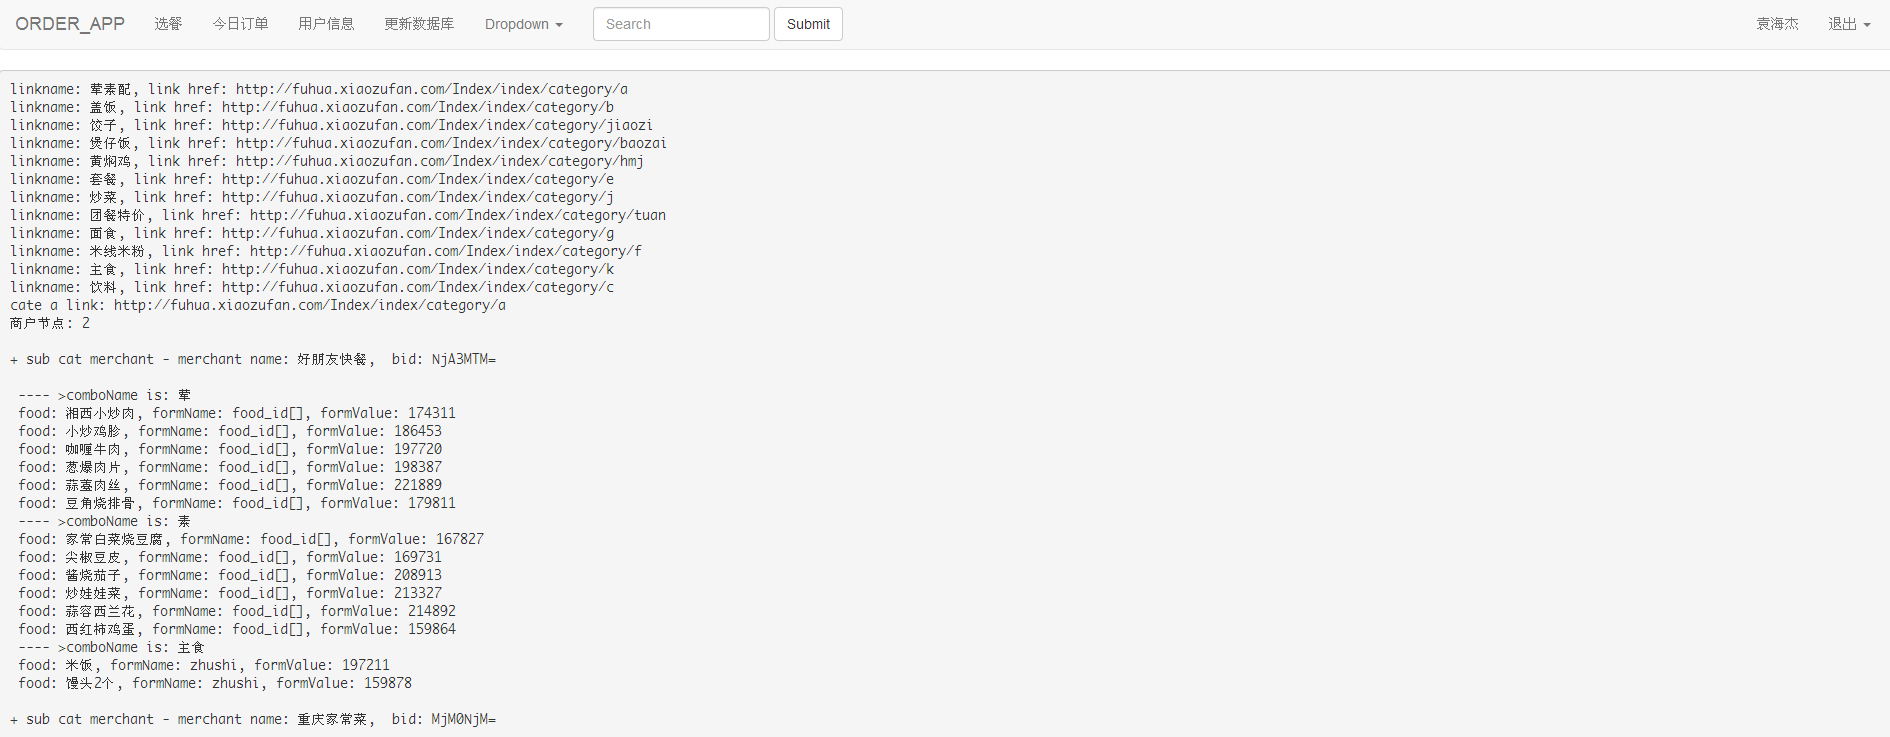 ORDER_APP 选餐 今日订单 用户信息 更新数据库 Dropdown Search Submit 袁海杰 退出
linkname: 荤素配, link href: http://fuhua.xiaozufan.com/Index/index/category/a
linkname: 盖饭, link href: http://fuhua.xiaozufan.com/Index/index/category/b
linkname: 饺子, link href: http://fuhua.xiaozufan.com/Index/index/category/jiaozi
linkname: 煲仔饭, link href: http://fuhua.xiaozufan.com/Index/index/category/baozai
linkname: 黄焖鸡, link href: http://fuhua.xiaozufan.com/Index/index/category/hmj
linkname: 套餐, link href: http://fuhua.xiaozufan.com/Index/index/category/e
linkname: 炒菜, link href: http://fuhua.xiaozufan.com/Index/index/category/j
linkname: 团餐特价, link href: http://fuhua.xiaozufan.com/Index/index/category/tuan
linkname: 面食, link href: http://fuhua.xiaozufan.com/Index/index/category/g
linkname: 米线米粉, link href: http://fuhua.xiaozufan.com/Index/index/category/f
linkname: 主食, link href: http://fuhua.xiaozufan.com/Index/index/category/k
linkname: 饮料, link href: http://fuhua.xiaozufan.com/Index/index/category/c
cate a link: http://fuhua.xiaozufan.com/Index/index/category/a
商户节点: 2
+ sub cat merchant - merchant name: 好朋友快餐,  bid: NjA3MTM=
---- >comboName is: 荤
food: 湘西小炒肉, formName: food_id[], formValue: 174311
food: 小炒鸡胗, formName: food_id[], formValue: 186453
food: 咖喱牛肉, formName: food_id[], formValue: 197720
food: 葱爆肉片, formName: food_id[], formValue: 198387
food: 蒜薹肉丝, formName: food_id[], formValue: 221889
food: 豆角烧排骨, formName: food_id[], formValue: 179811
---- >comboName is: 素
food: 家常白菜烧豆腐, formName: food_id[], formValue: 167827
food: 尖椒豆皮, formName: food_id[], formValue: 169731
food: 酱烧茄子, formName: food_id[], formValue: 208913
food: 炒娃娃菜, formName: food_id[], formValue: 213327
food: 蒜容西兰花, formName: food_id[], formValue: 214892
food: 西红柿鸡蛋, formName: food_id[], formValue: 159864
---- >comboName is: 主食
food: 米饭, formName: zhushi, formValue: 197211
food: 馒头2个, formName: zhushi, formValue: 159878
+ sub cat merchant - merchant name: 重庆家常菜,  bid: MjM0NjM=